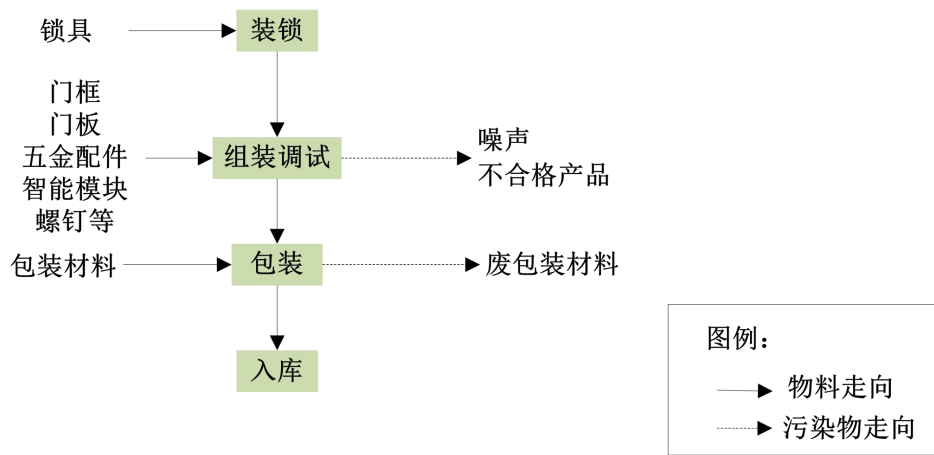 锁具
装锁
门框
门板
五金配件
智能模块
螺钉等
组装调试
噪声
不合格产品
包装材料
包装
废包装材料
入库
图例：
物料走向
污染物走向